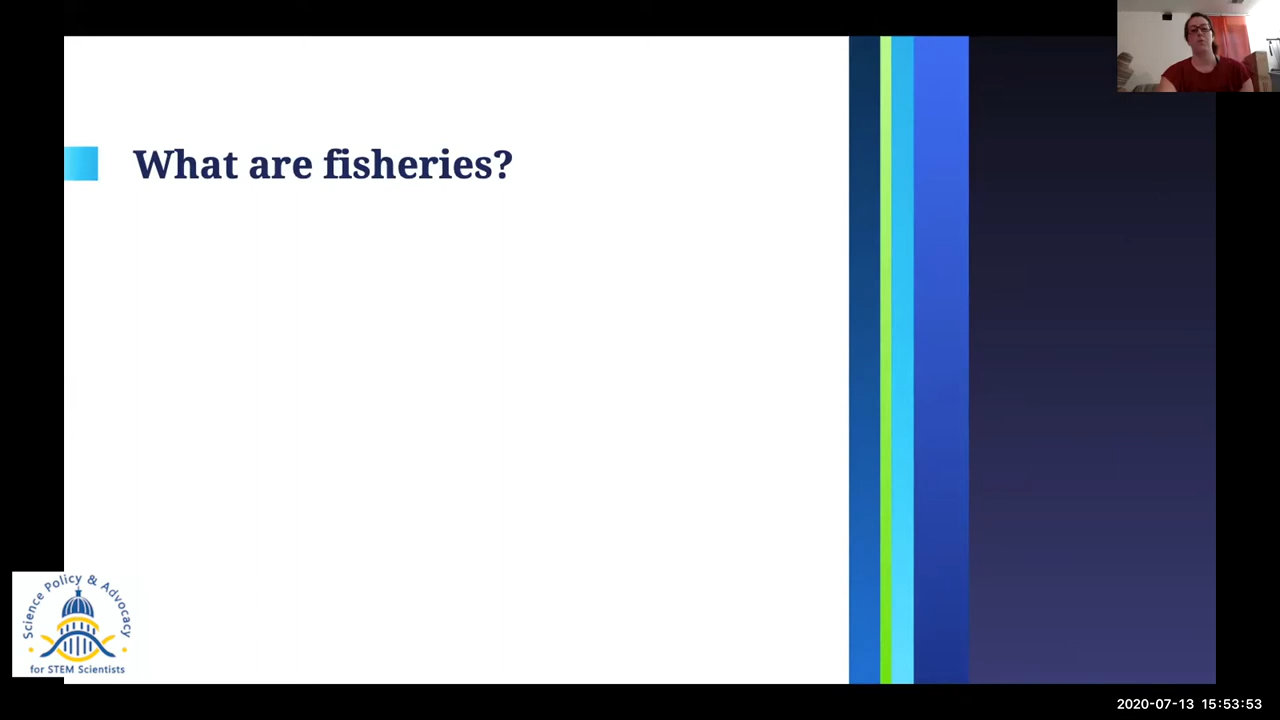 What are fisheries?
Science Policy & Advocacy
for STEM Scientists
2020-07-13 15:53:53